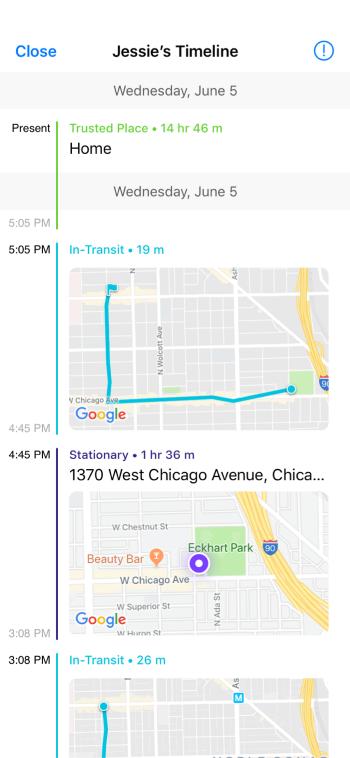 Close
Jessie's Timeline
Wednesday, June 5
Present
Trusted Place • 14 hr 46 m
Home
Wednesday, June 5
5:05 PM
5:05 PM
In-Transit • 19 m
N
Ash
N Wolcott Ave
W Chicago Ave
90
Google
4:45 PM
4:45 PM
Stationary • 1 hr 36 m
1370 West Chicago Avenue, Chica...
W Chestnut St
Eckhart Park
90
Beauty Bar
W Chicago Ave
N Ada St
W Superior St
Google
W Huron St
3:08 PM
3:08 PM
In-Transit • 26 m
As
M